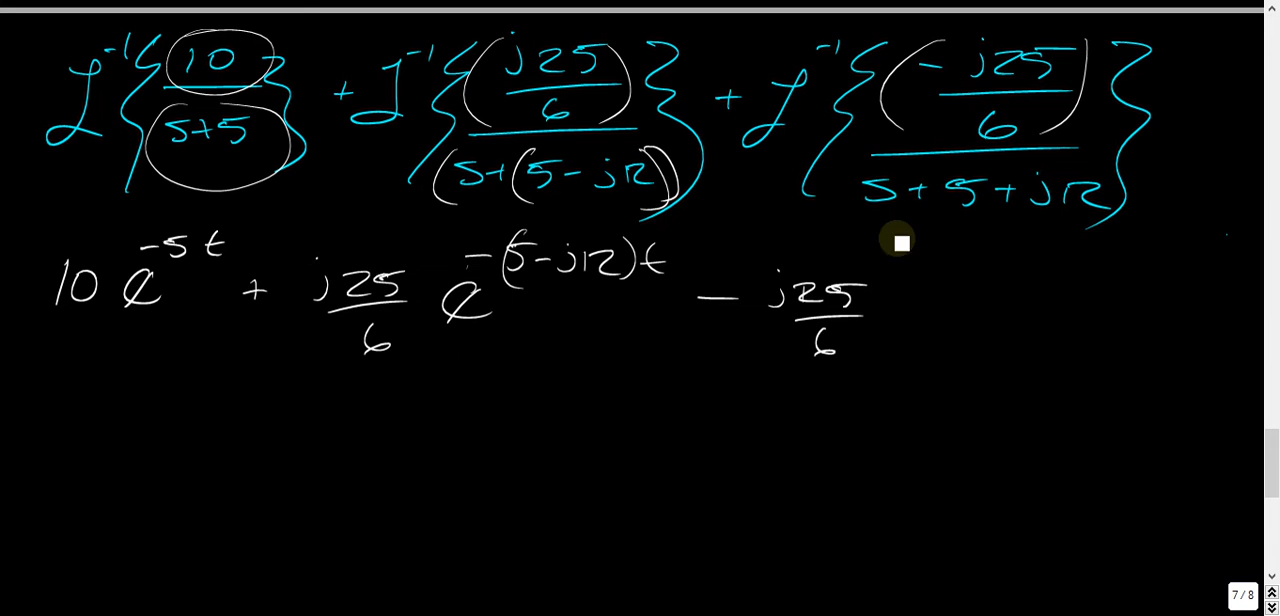 ℒ⁻¹{10/(s+5)} + ℒ⁻¹{(j25/6)/(s+(5-j12))} + ℒ⁻¹{(-j25/6)/(s+5+j12)}
10 e^{-5t} + j25/6 e^{-(5-j12)t} - j25/6
7 / 8